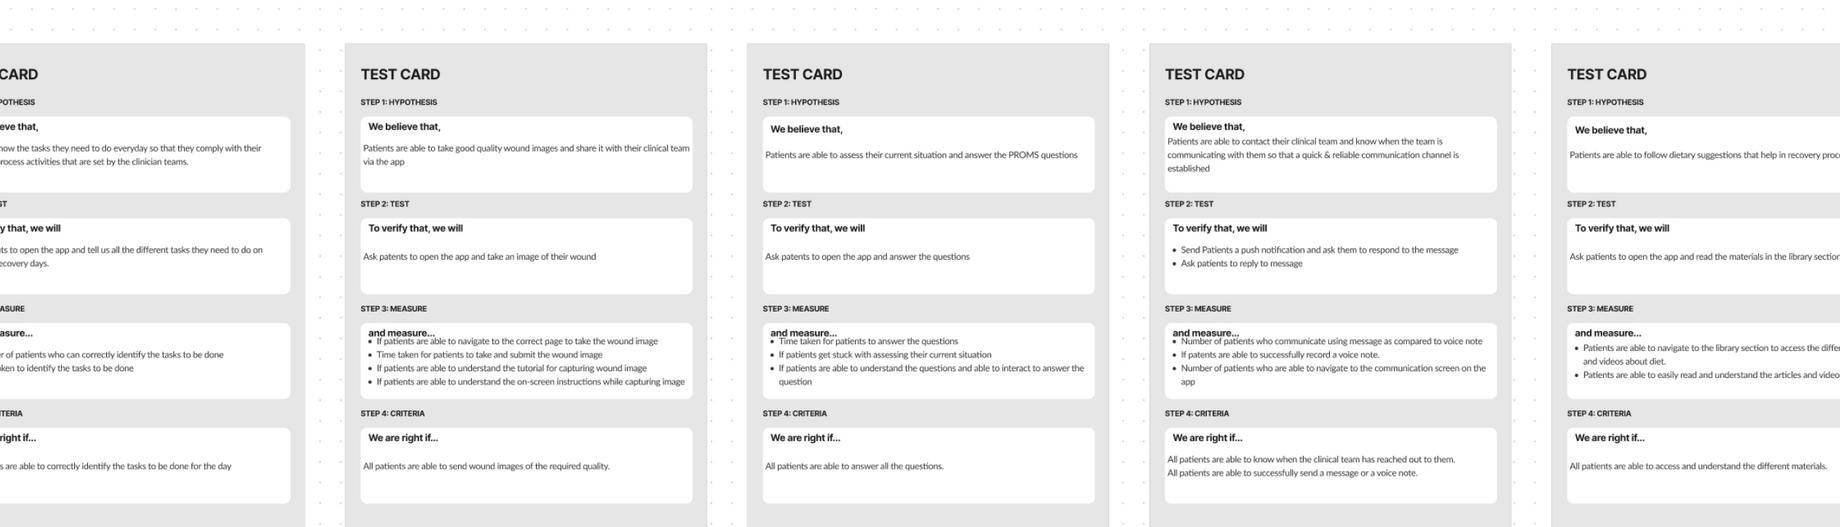 CARD
POTHESIS
eve that,
now the tasks they need to do everyday so that they comply with their
rocess activities that are set by the clinician teams.
ST
y that, we will
ts to open the app and tell us all the different tasks they need to do on
ecovery days.
ASURE
asure...
r of patients who can correctly identify the tasks to be done
aken to identify the tasks to be done
ITERIA
right if...
s are able to correctly identify the tasks to be done for the day
TEST CARD
STEP 1: HYPOTHESIS
We believe that,
Patients are able to take good quality wound images and share it with their clinical team
via the app
STEP 2: TEST
To verify that, we will
Ask patents to open the app and take an image of their wound
STEP 3: MEASURE
and measure...
• If patients are able to navigate to the correct page to take the wound image
• Time taken for patients to take and submit the wound image
• If patients are able to understand the tutorial for capturing wound image
• If patients are able to understand the on-screen instructions while capturing image
STEP 4: CRITERIA
We are right if...
All patients are able to send wound images of the required quality.
TEST CARD
STEP 1: HYPOTHESIS
We believe that,
Patients are able to assess their current situation and answer the PROMS questions
STEP 2: TEST
To verify that, we will
Ask patents to open the app and answer the questions
STEP 3: MEASURE
and measure...
• Time taken for patients to answer the questions
• If patients get stuck with assessing their current situation
• If patients are able to understand the questions and able to interact to answer the
question
STEP 4: CRITERIA
We are right if...
All patients are able to answer all the questions.
TEST CARD
STEP 1: HYPOTHESIS
We believe that,
Patients are able to contact their clinical team and know when the team is
communicating with them so that a quick & reliable communication channel is
established
STEP 2: TEST
To verify that, we will
• Send Patients a push notification and ask them to respond to the message
• Ask patients to reply to message
STEP 3: MEASURE
and measure...
• Number of patients who communicate using message as compared to voice note
• If patents are able to successfully record a voice note.
• Number of patients who are able to navigate to the communication screen on the
app
STEP 4: CRITERIA
We are right if...
All patients are able to know when the clinical team has reached out to them.
All patients are able to successfully send a message or a voice note.
TEST CARD
STEP 1: HYPOTHESIS
We believe that,
Patients are able to follow dietary suggestions that help in recovery proc
STEP 2: TEST
To verify that, we will
Ask patients to open the app and read the materials in the library section
STEP 3: MEASURE
and measure...
• Patients are able to navigate to the library section to access the diffe
and videos about diet.
• Patients are able to easily read and understand the articles and video
STEP 4: CRITERIA
We are right if...
All patients are able to access and understand the different materials.